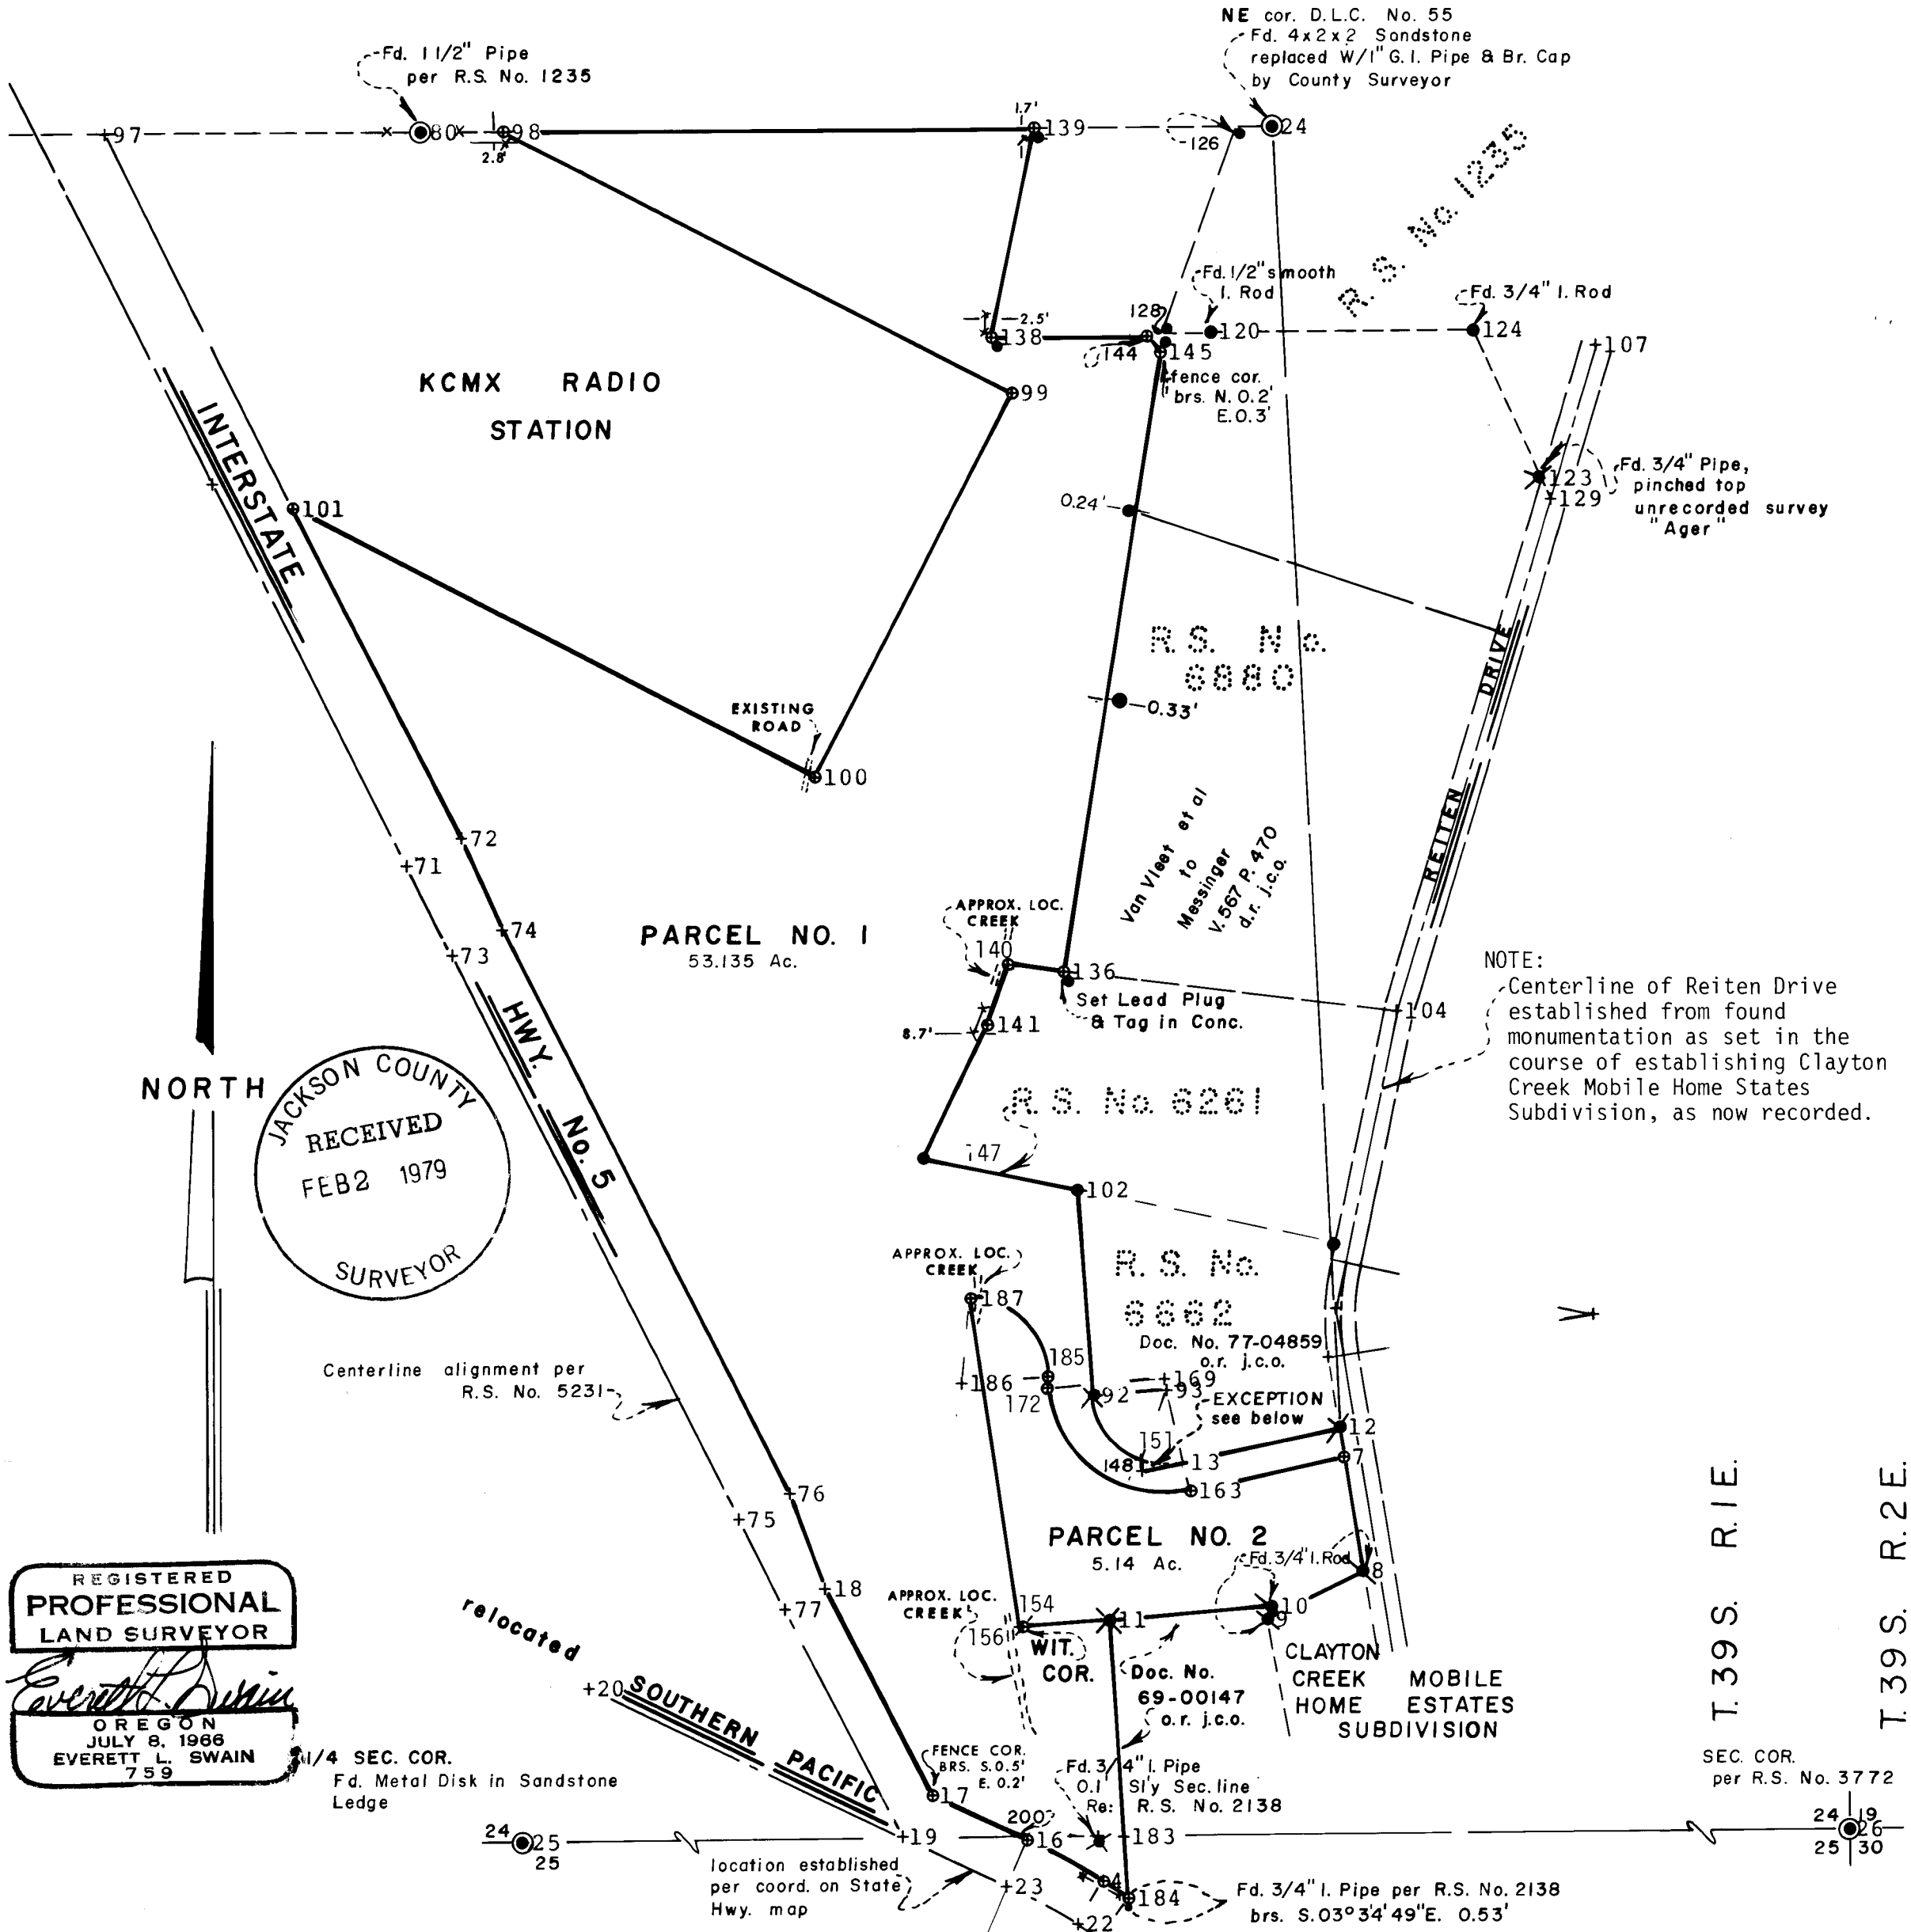 NE cor. D.L.C. No. 55
Fd. 4x2x2 Sandstone
replaced W/1" G.I. Pipe & Br. Cap
by County Surveyor
Fd. 1 1/2" Pipe
per R.S. No. 1235
97
80
98
2.8'
1.7'
139
126
24
R.S. No. 1235
Fd. 1/2" smooth
I. Rod
Fd. 3/4" I. Rod
128
2.5'
138
120
124
107
144
145
fence cor.
brs. N. 0.2'
E. 0.3'
KCMX RADIO
STATION
99
Fd. 3/4" Pipe,
pinched top
unrecorded survey
"Ager"
123
129
0.24'
101
INTERSTATE
R.S. No.
6880
0.33'
EXISTING
ROAD
100
REITEN DRIVE
Van Vleet et al
to
Messinger
V. 567 P. 470
d.r. j.c.o.
72
71
74
73
PARCEL NO. 1
53.135 Ac.
APPROX. LOC.
CREEK
140
136
Set Lead Plug
& Tag in Conc.
104
8.7'
141
NOTE:
Centerline of Reiten Drive
established from found
monumentation as set in the
course of establishing Clayton
Creek Mobile Home States
Subdivision, as now recorded.
HWY. No. 5
NORTH
JACKSON COUNTY
RECEIVED
FEB 2 1979
SURVEYOR
R.S. No. 6261
147
102
APPROX. LOC.
CREEK
187
R.S. No.
6662
Doc. No. 77-04859
o.r. j.c.o.
Centerline alignment per
R.S. No. 5231
185
186
172
92
169
93
EXCEPTION
see below
12
151
148
13
7
163
76
75
PARCEL NO. 2
5.14 Ac.
Fd. 3/4" I. Rod
8
18
77
APPROX. LOC.
CREEK
154
11
10
9
156
WIT.
COR.
Doc. No.
69-00147
o.r. j.c.o.
CLAYTON
CREEK MOBILE
HOME ESTATES
SUBDIVISION
T. 39 S. R. 1 E.
T. 39 S. R. 2 E.
REGISTERED
PROFESSIONAL
LAND SURVEYOR
Everett L. Swain
OREGON
JULY 8, 1966
EVERETT L. SWAIN
759
relocated
20
SOUTHERN PACIFIC
1/4 SEC. COR.
Fd. Metal Disk in Sandstone
Ledge
FENCE COR.
BRS. S. 0.5'
E. 0.2'
17
Fd. 3/4" I. Pipe
0.1' Sl'y Sec. line
Re: R.S. No. 2138
SEC. COR.
per R.S. No. 3772
24
25
25
19
200
16
183
24 19
26
25 30
location established
per coord. on State
Hwy. map
23
4
184
22
Fd. 3/4" I. Pipe per R.S. No. 2138
brs. S.03°34'49"E. 0.53'